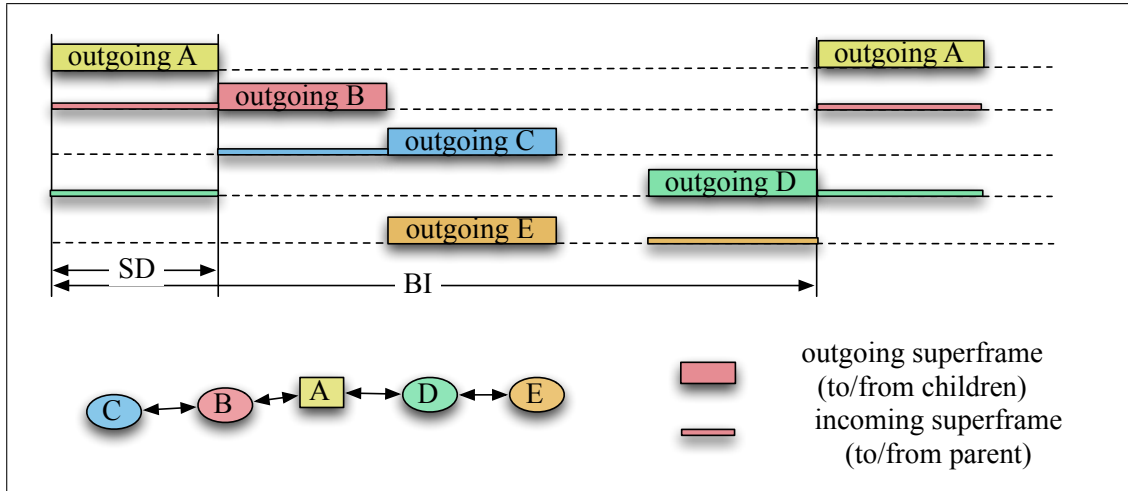 outgoing A
outgoing A
outgoing B
outgoing C
outgoing D
outgoing E
SD
BI
C
B
A
D
E
outgoing superframe
(to/from children)
incoming superframe
(to/from parent)